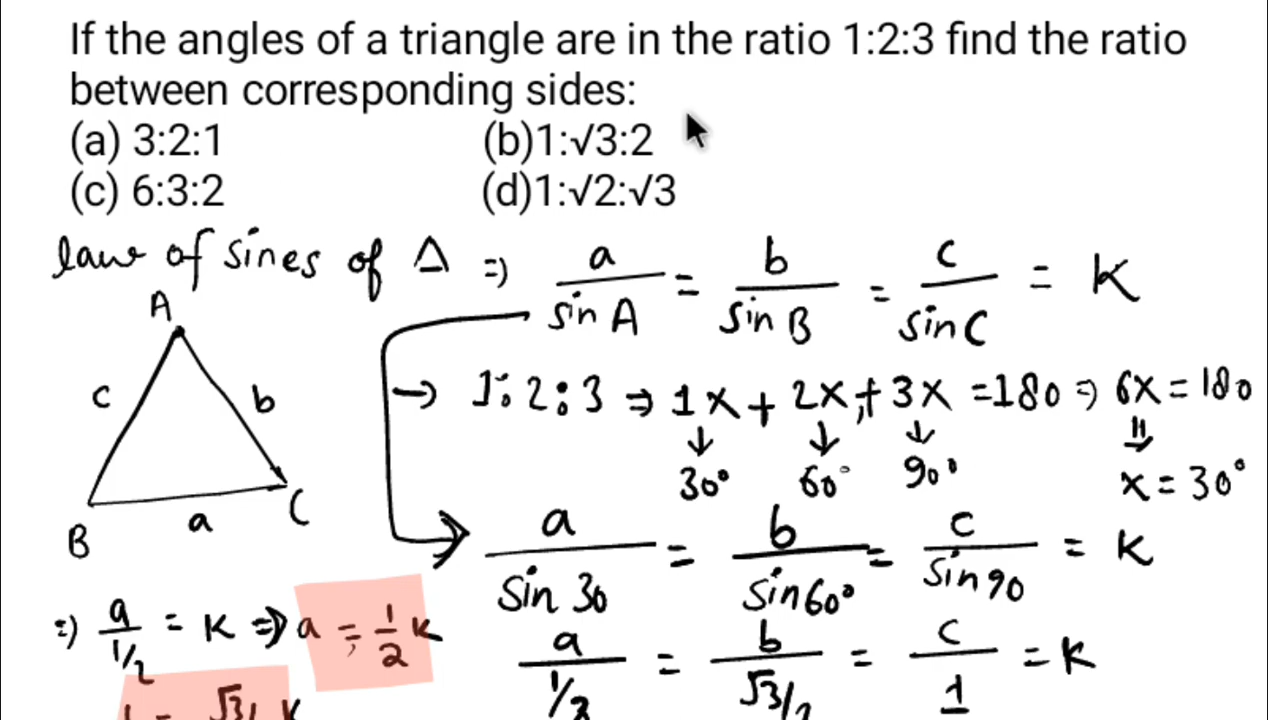 If the angles of a triangle are in the ratio 1:2:3 find the ratio
between corresponding sides:
(a) 3:2:1 (b)1:√3:2
(c) 6:3:2 (d)1:√2:√3
law of sines of Δ => a/sin A = b/sin B = c/sin C = K
A
c b
B a C
→ 1:2:3 ⇒ 1x + 2x + 3x = 180 => 6x = 180
↓ 30° ↓ 60° ↓ 90° x = 30°
a/sin 30 = b/sin 60° = c/sin 90 = K
=) a/1/2 = K => a = 1/2 K
a/1/2 = b/√3/2 = c/1 = K